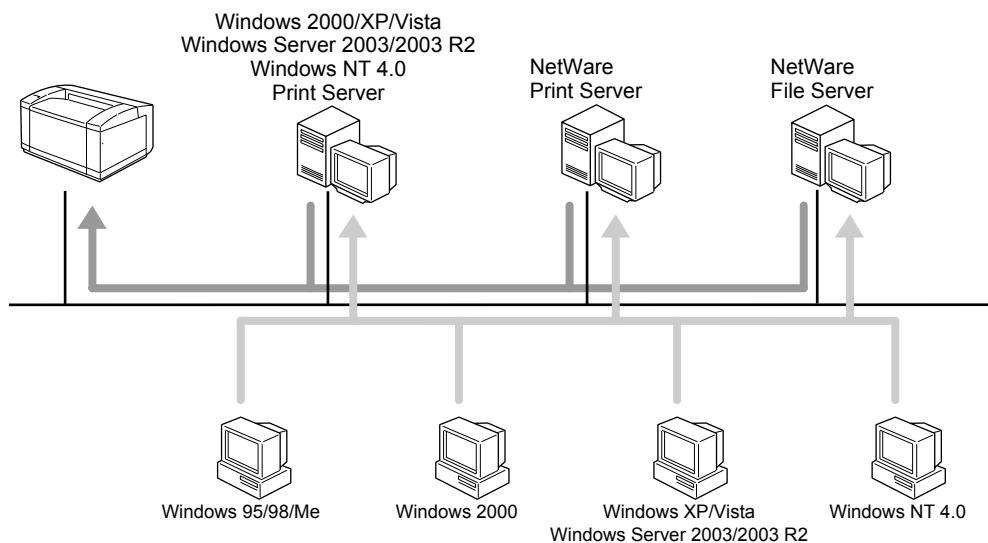 Windows 2000/XP/Vista
Windows Server 2003/2003 R2
Windows NT 4.0
Print Server
NetWare
Print Server
NetWare
File Server
Windows 95/98/Me
Windows 2000
Windows XP/Vista
Windows Server 2003/2003 R2
Windows NT 4.0